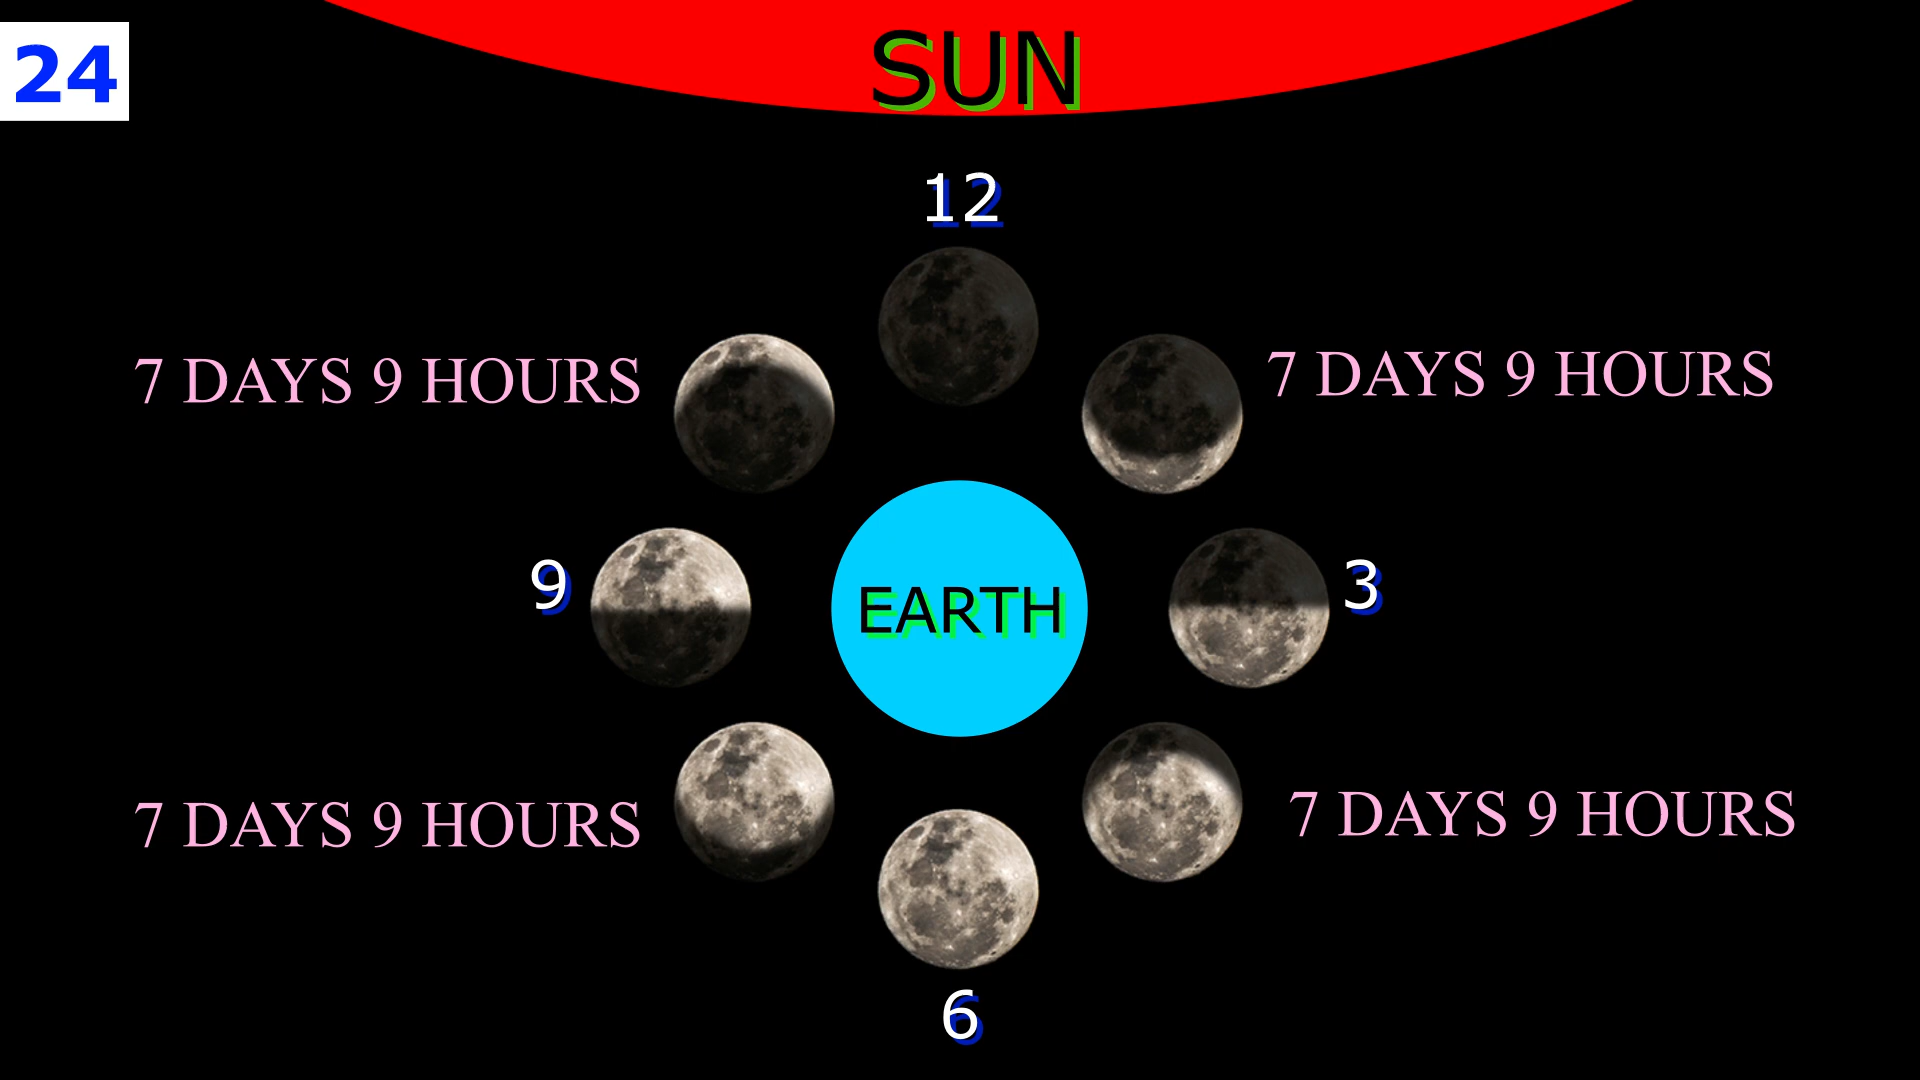 24
SUN
12
7 DAYS 9 HOURS
7 DAYS 9 HOURS
9
EARTH
3
7 DAYS 9 HOURS
7 DAYS 9 HOURS
6